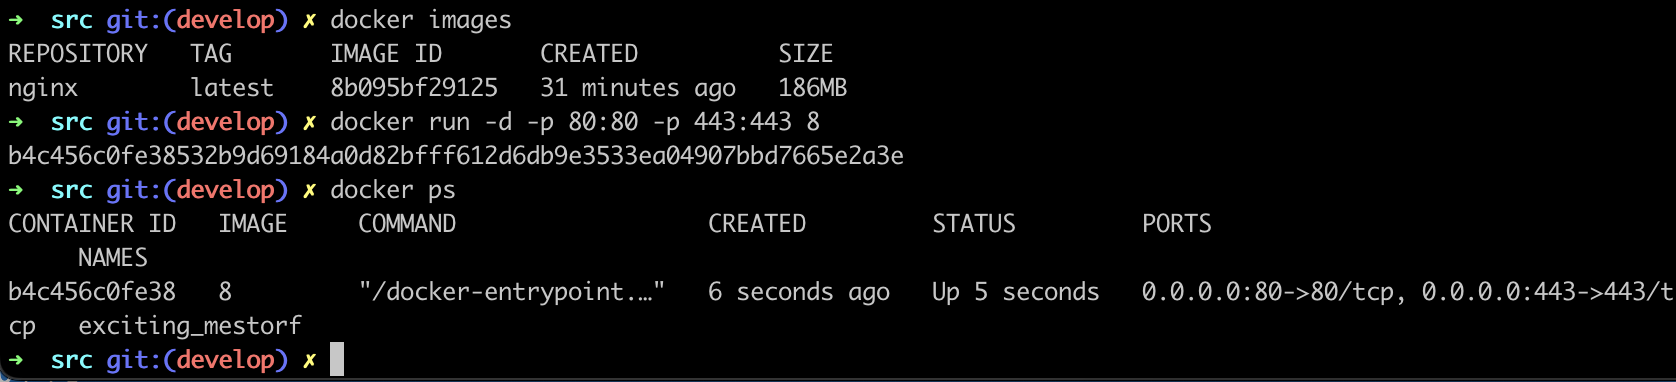 ➜  src git:(develop) ✗ docker images
REPOSITORY   TAG       IMAGE ID       CREATED          SIZE
nginx        latest    8b095bf29125   31 minutes ago   186MB
➜  src git:(develop) ✗ docker run -d -p 80:80 -p 443:443 8
b4c456c0fe38532b9d69184a0d82bfff612d6db9e3533ea04907bbd7665e2a3e
➜  src git:(develop) ✗ docker ps
CONTAINER ID   IMAGE     COMMAND                  CREATED         STATUS         PORTS
     NAMES
b4c456c0fe38   8         "/docker-entrypoint.…"   6 seconds ago   Up 5 seconds   0.0.0.0:80->80/tcp, 0.0.0.0:443->443/t
cp   exciting_mestorf
➜  src git:(develop) ✗